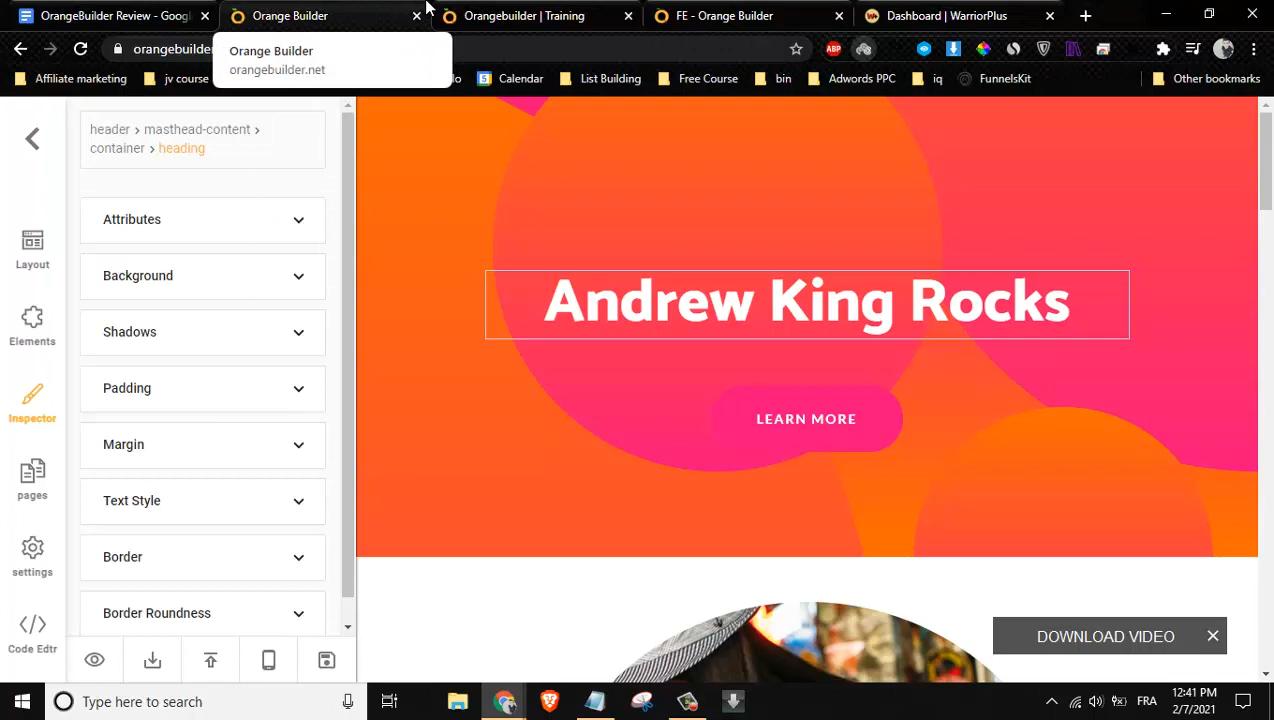 OrangeBuilder Review - Googl
Orange Builder
Orangebuilder | Training
FE - Orange Builder
Dashboard | WarriorPlus
orangebuilder
Orange Builder
orangebuilder.net
Affiliate marketing
jv course
lo
Calendar
List Building
Free Course
bin
Adwords PPC
iq
FunnelsKit
Other bookmarks
ABP
5
header > masthead-content >
container > heading
Layout
Elements
Inspector
pages
settings
Code Edtr
Attributes
Background
Shadows
Padding
Margin
Text Style
Border
Border Roundness
Andrew King Rocks
LEARN MORE
DOWNLOAD VIDEO
Type here to search
FRA
12:41 PM
2/7/2021